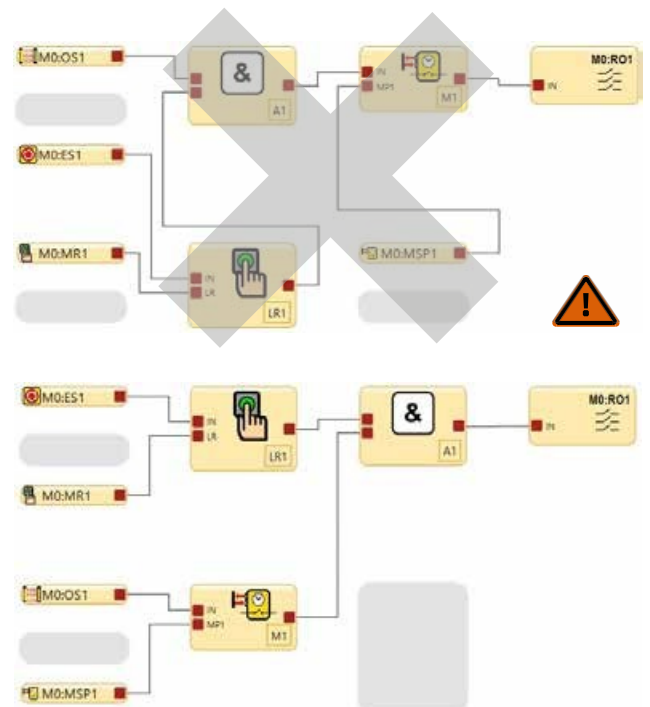 M0:OS1
&
A1
IN
MP1
M1
M0:RO1
IN
M0:ES1
M0:MR1
IN
LR
LR1
M0:MSP1
!
M0:ES1
M0:MR1
IN
LR
LR1
&
A1
M0:RO1
IN
M0:OS1
M0:MSP1
IN
MP1
M1